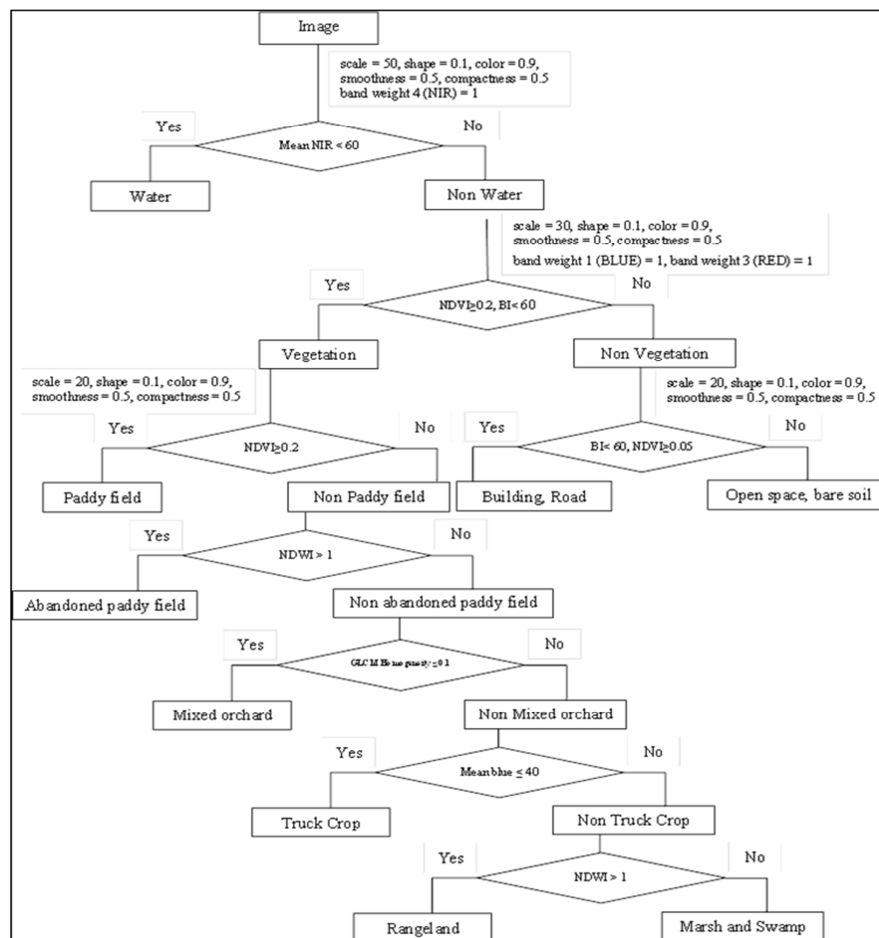 Image
scale = 50, shape = 0.1, color = 0.9,
smoothness = 0.5, compactness = 0.5
band weight 4 (NIR) = 1
Yes
No
Mean NIR < 60
Water
Non Water
scale = 30, shape = 0.1, color = 0.9,
smoothness = 0.5, compactness = 0.5
band weight 1 (BLUE) = 1, band weight 3 (RED) = 1
Yes
No
NDVI≥0.2, BI< 60
Vegetation
Non Vegetation
scale = 20, shape = 0.1, color = 0.9,
smoothness = 0.5, compactness = 0.5
scale = 20, shape = 0.1, color = 0.9,
smoothness = 0.5, compactness = 0.5
Yes
No
Yes
No
NDVI≥0.2
BI< 60, NDVI≥0.05
Paddy field
Non Paddy field
Building, Road
Open space, bare soil
Yes
No
NDWI > 1
Abandoned paddy field
Non abandoned paddy field
Yes
No
GLCM
Mixed orchard
Non Mixed orchard
Yes
No
Mean blue ≤ 40
Truck Crop
Non Truck Crop
Yes
No
NDWI > 1
Rangeland
Marsh and Swamp